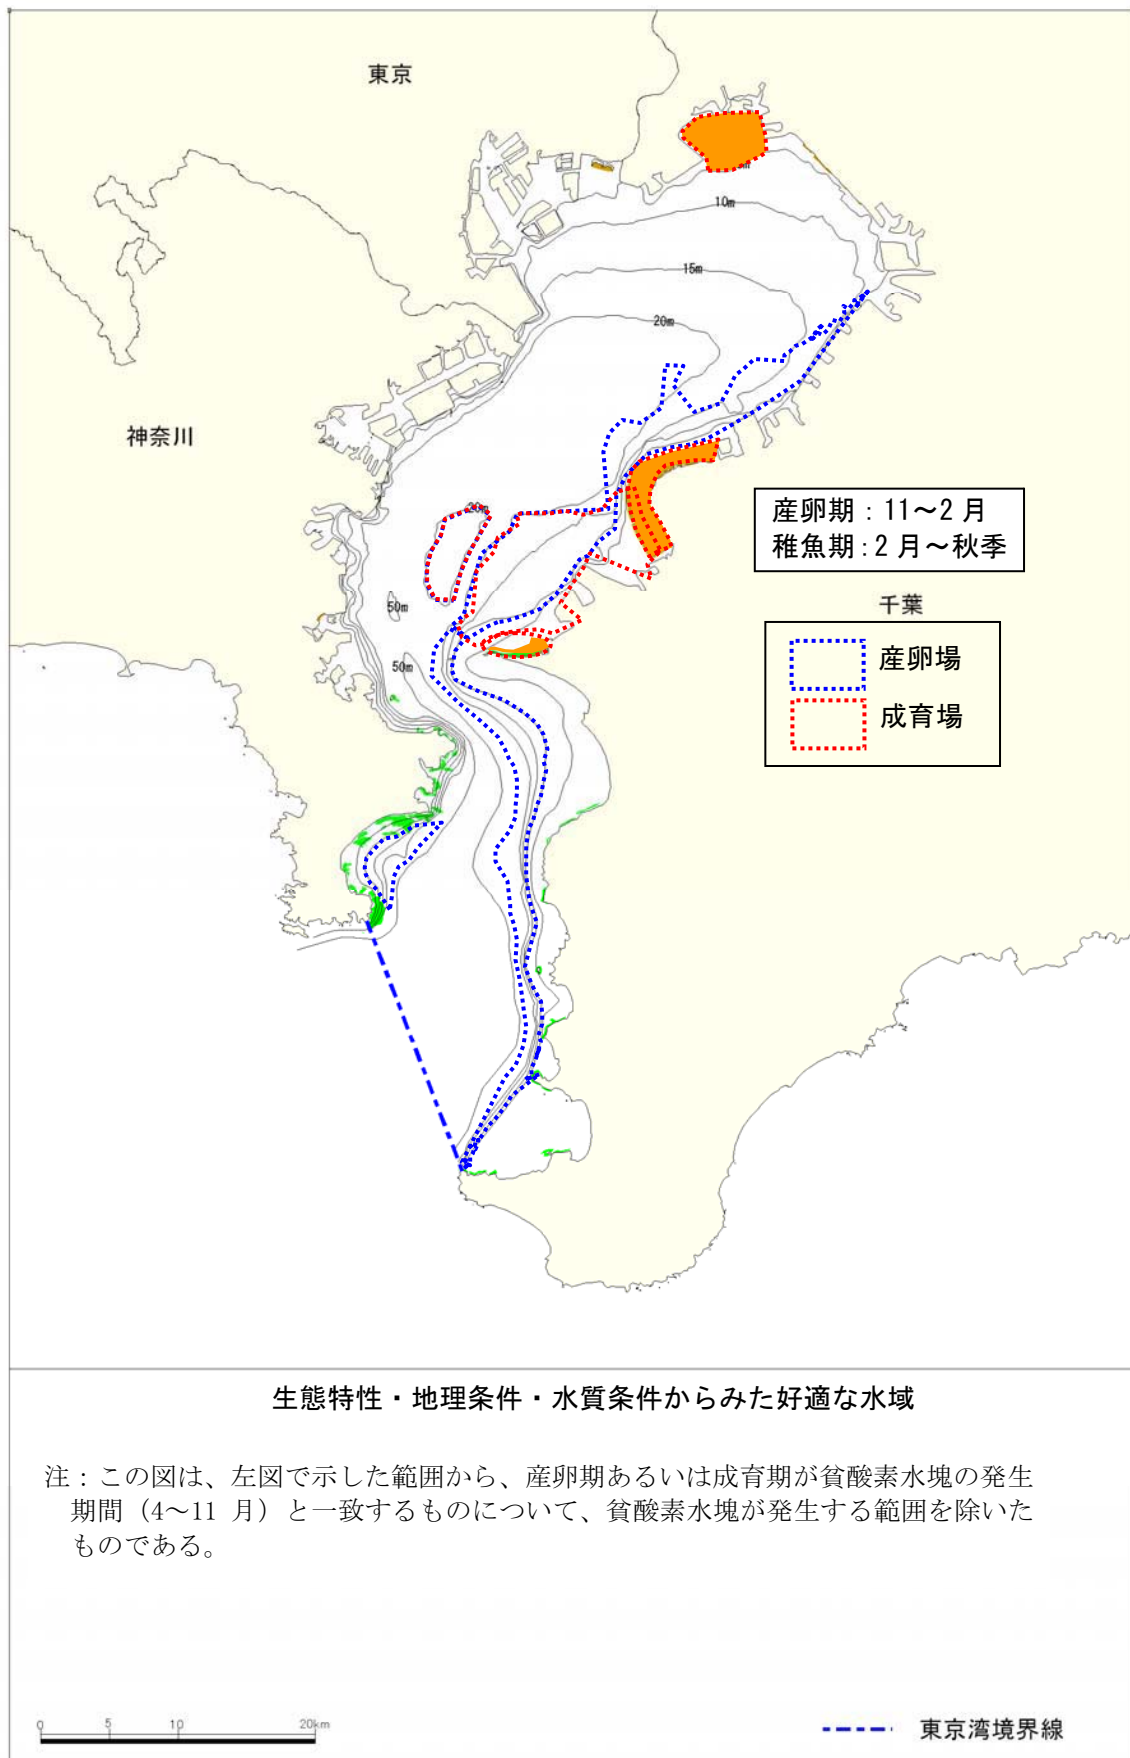 東京
10m
15m
20m
神奈川
20m
産卵期：11～2月
稚魚期：2月～秋季
千葉
50m
50m
産卵場
成育場
生態特性・地理条件・水質条件からみた好適な水域
注：この図は、左図で示した範囲から、産卵期あるいは成育期が貧酸素水塊の発生
期間（4～11 月）と一致するものについて、貧酸素水塊が発生する範囲を除いた
ものである。
0 5 10 20km
東京湾境界線